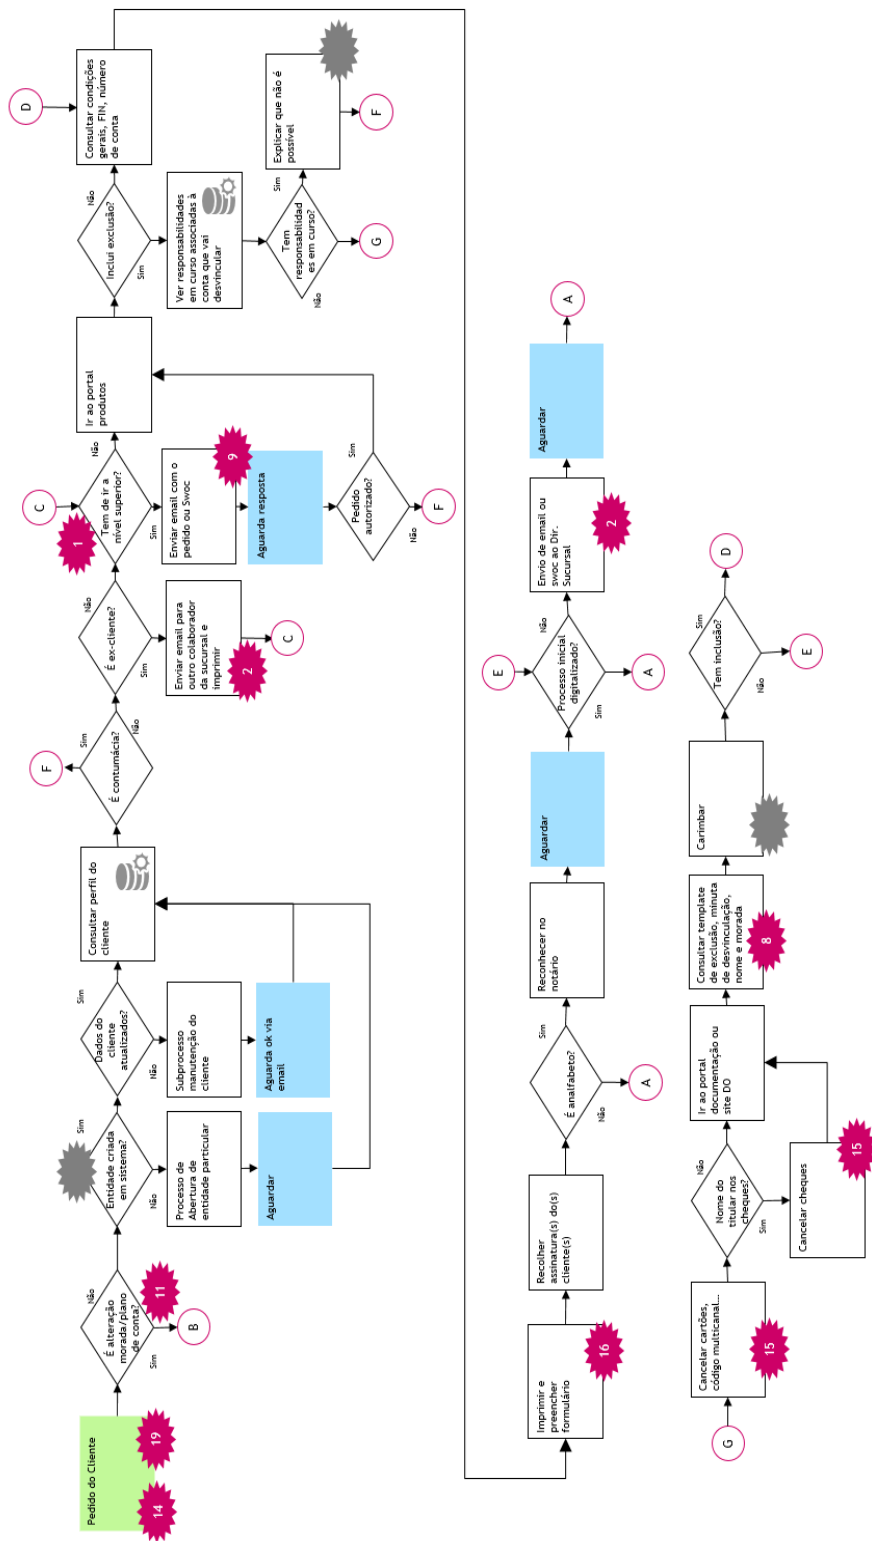 Pedido do Cliente
14
19
É alteração
morada/plano
de conta?
11
Não
Sim
B
Entidade criada
em sistema?
Sim
Não
Processo de
Abertura de
entidade particular
Aguardar
Dados do
cliente
atualizados?
Sim
Não
Subprocesso
manutenção do
cliente
Aguarda ok via
email
Consultar perfil do
cliente
É contumácia?
Sim
Não
F
É ex-cliente?
Não
Sim
Enviar email para
outro colaborador
da sucursal e
imprimir
2
C
C
1
Tem de ir a
nível superior?
Não
Sim
Enviar email com o
pedido ou Swoc
9
Aguarda resposta
Pedido
autorizado?
Sim
Não
F
Ir ao portal
produtos
Inclui exclusão?
Não
Sim
Ver responsabilidades
em curso associadas à
conta que vai
desvincular
Tem
responsabilidad
es em curso?
Sim
Não
G
Explicar que não é
possível
F
D
Consultar condições
gerais, FIN, número
de conta
Imprimir e
preencher
formulário
16
Recolher
assinatura(s) do(s)
cliente(s)
É analfabeto?
Sim
Não
A
Reconhecer no
notário
Aguardar
E
Processo inicial
digitalizado?
Não
Sim
A
Envio de email ou
swoc ao Dir.
Sucursal
2
Aguardar
A
G
Cancelar cartões,
código multicanal...
15
Nome do
titular nos
cheques?
Não
Sim
Cancelar cheques
15
Ir ao portal
documentação ou
site DO
Consultar template
de exclusão, minuta
de desvinculação,
nome e morada
8
Carimbar
Tem inclusão?
Sim
Não
D
E